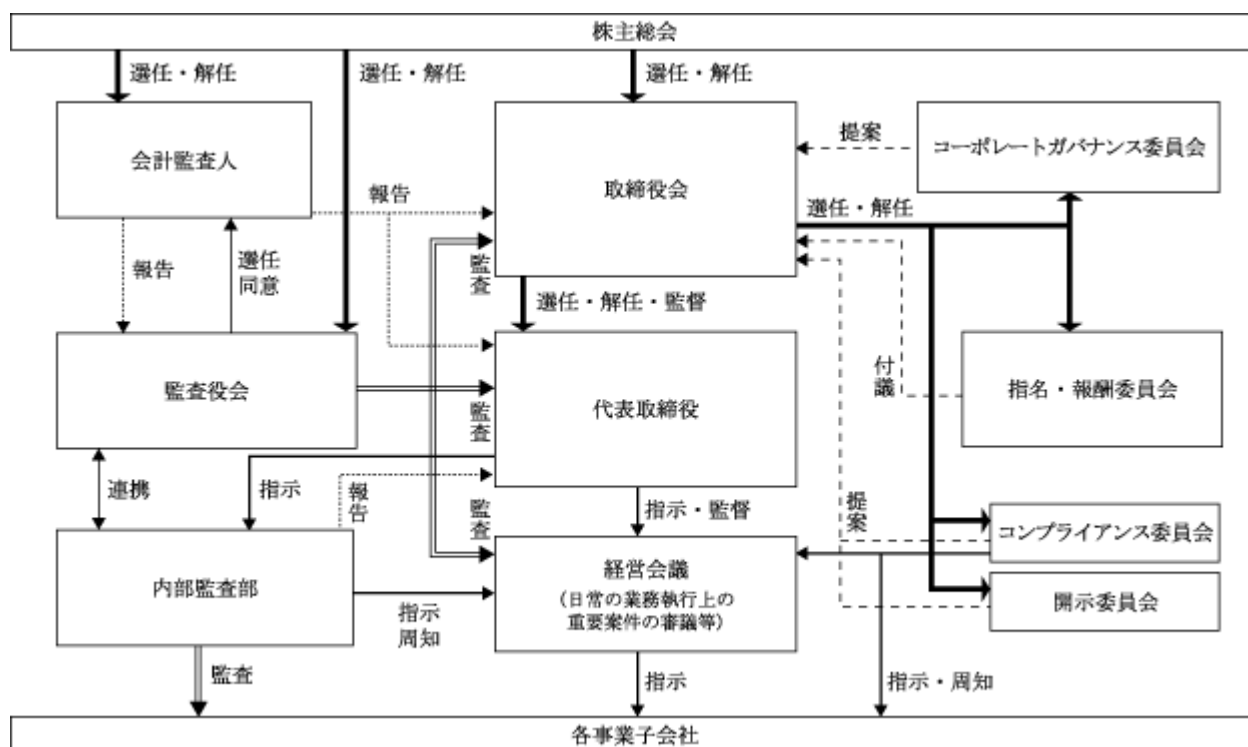 株主総会
選任・解任
選任・解任
選任・解任
会計監査人
取締役会
提案
コーポレートガバナンス委員会
報告
選任・解任
報告
選任
同意
監査
選任・解任・監督
監査役会
監査
代表取締役
付議
指名・報酬委員会
連携
指示
報告
監査
指示・監督
提案
コンプライアンス委員会
内部監査部
指示
周知
経営会議
（日常の業務執行上の
重要案件の審議等）
開示委員会
監査
指示
指示・周知
各事業子会社